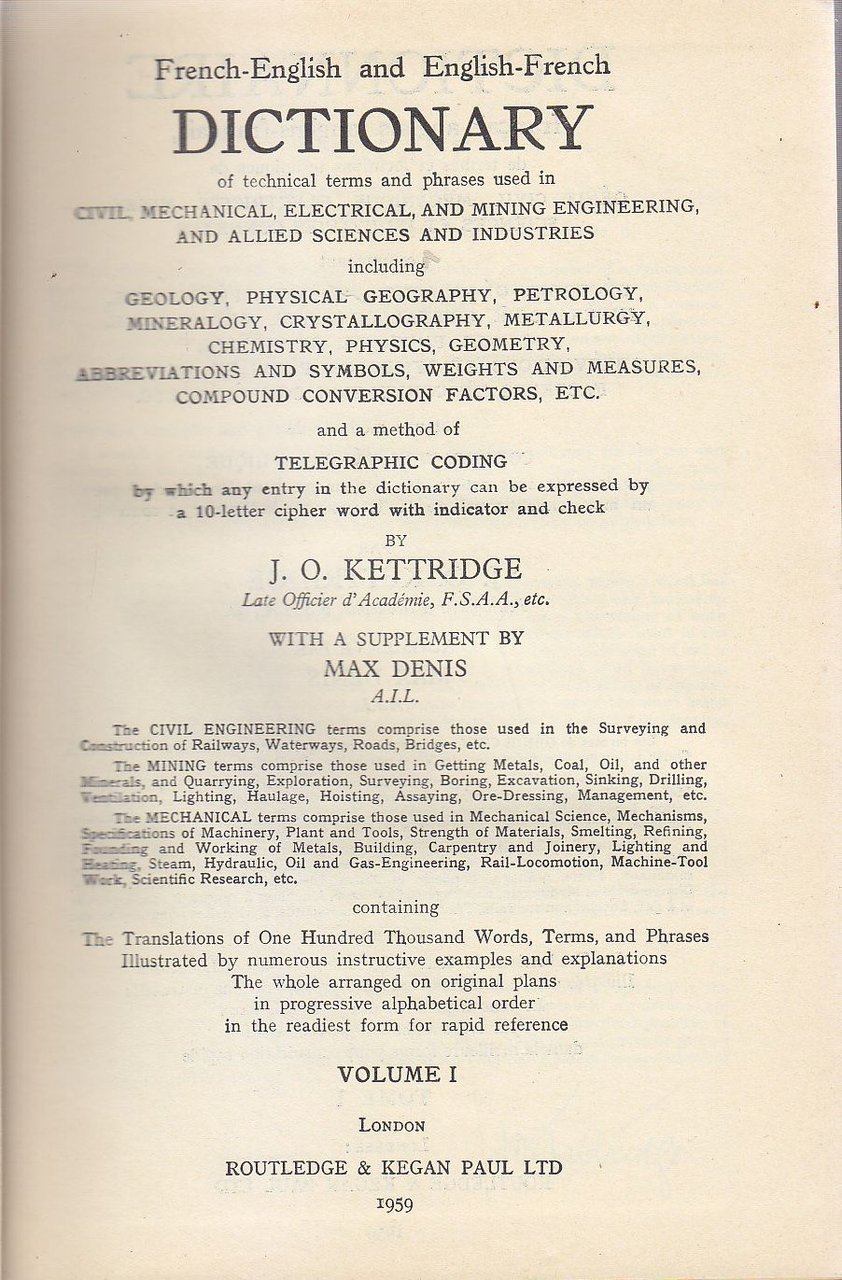 French-English and English-French
DICTIONARY
of technical terms and phrases used in
CIVIL, MECHANICAL, ELECTRICAL, AND MINING ENGINEERING,
AND ALLIED SCIENCES AND INDUSTRIES
including
GEOLOGY, PHYSICAL GEOGRAPHY, PETROLOGY,
MINERALOGY, CRYSTALLOGRAPHY, METALLURGY,
CHEMISTRY, PHYSICS, GEOMETRY,
ABBREVIATIONS AND SYMBOLS, WEIGHTS AND MEASURES,
COMPOUND CONVERSION FACTORS, ETC.
and a method of
TELEGRAPHIC CODING
by which any entry in the dictionary can be expressed by
a 10-letter cipher word with indicator and check
BY
J. O. KETTRIDGE
Late Officier d'Académie, F.S.A.A., etc.
WITH A SUPPLEMENT BY
MAX DENIS
A.I.L.
The CIVIL ENGINEERING terms comprise those used in the Surveying and
Construction of Railways, Waterways, Roads, Bridges, etc.
The MINING terms comprise those used in Getting Metals, Coal, Oil, and other
Minerals, and Quarrying, Exploration, Surveying, Boring, Excavation, Sinking, Drilling,
Ventilation, Lighting, Haulage, Hoisting, Assaying, Ore-Dressing, Management, etc.
The MECHANICAL terms comprise those used in Mechanical Science, Mechanisms,
Specifications of Machinery, Plant and Tools, Strength of Materials, Smelting, Refining,
Founding and Working of Metals, Building, Carpentry and Joinery, Lighting and
Heating, Steam, Hydraulic, Oil and Gas-Engineering, Rail-Locomotion, Machine-Tool
Work, Scientific Research, etc.
containing
The Translations of One Hundred Thousand Words, Terms, and Phrases
Illustrated by numerous instructive examples and explanations
The whole arranged on original plans
in progressive alphabetical order
in the readiest form for rapid reference
VOLUME I
LONDON
ROUTLEDGE & KEGAN PAUL LTD
1959